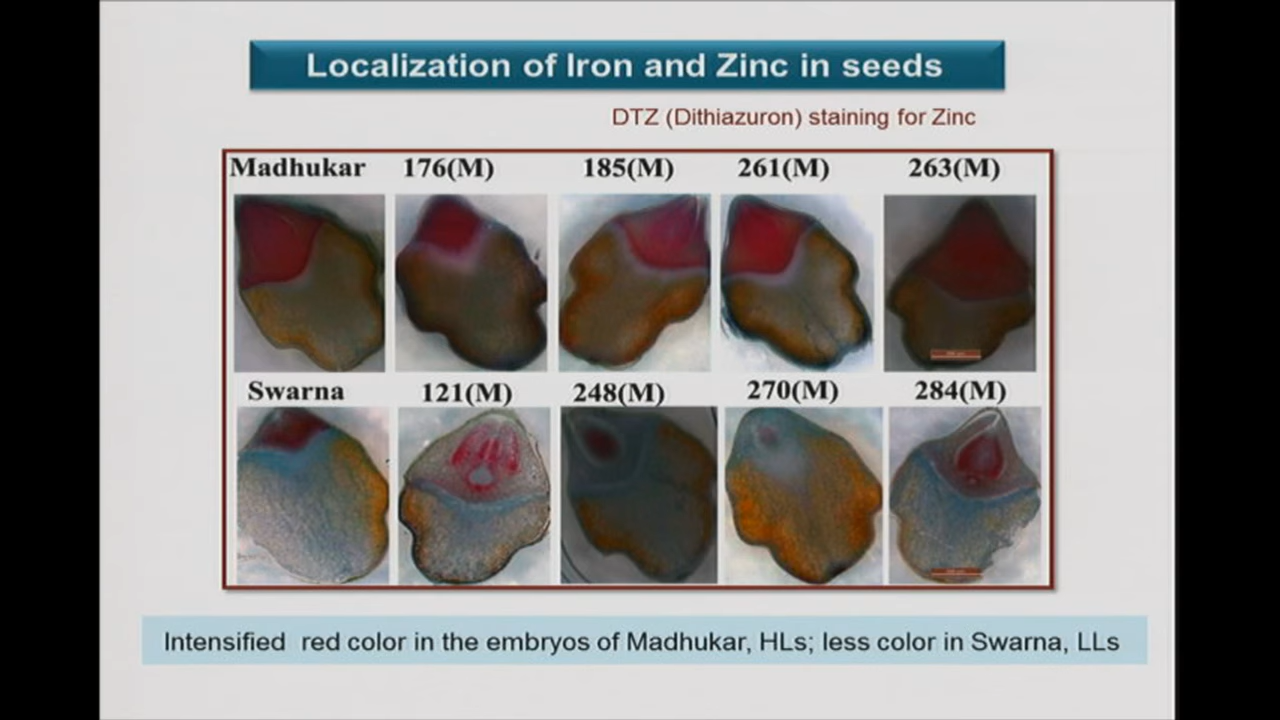 Localization of Iron and Zinc in seeds
DTZ (Dithiazuron) staining for Zinc
Madhukar 176(M) 185(M) 261(M) 263(M)
Swarna 121(M) 248(M) 270(M) 284(M)
Intensified red color in the embryos of Madhukar, HLs; less color in Swarna, LLs